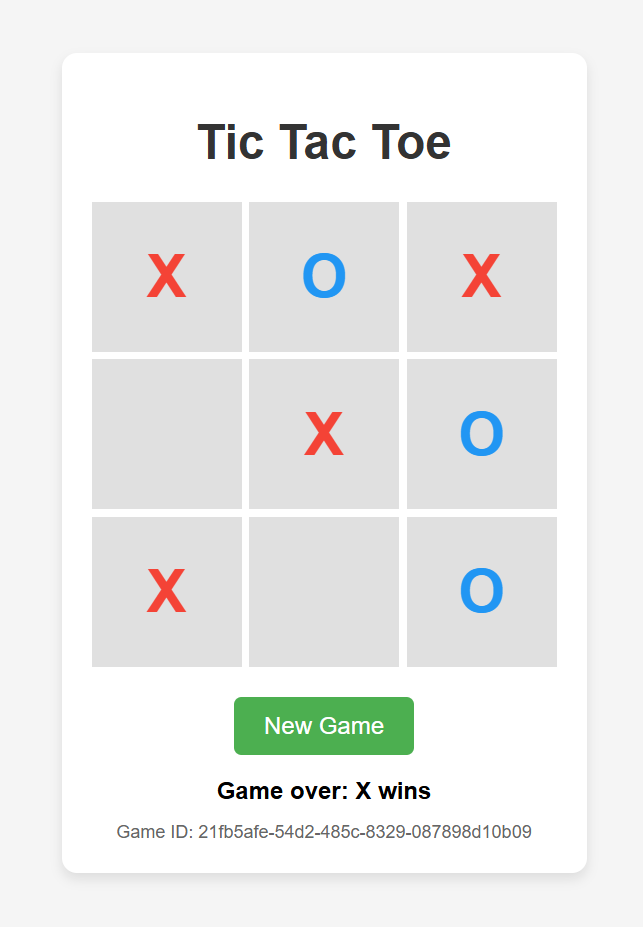 Tic Tac Toe
X O X
X O
X O
New Game
Game over: X wins
Game ID: 21fb5afe-54d2-485c-8329-087898d10b09